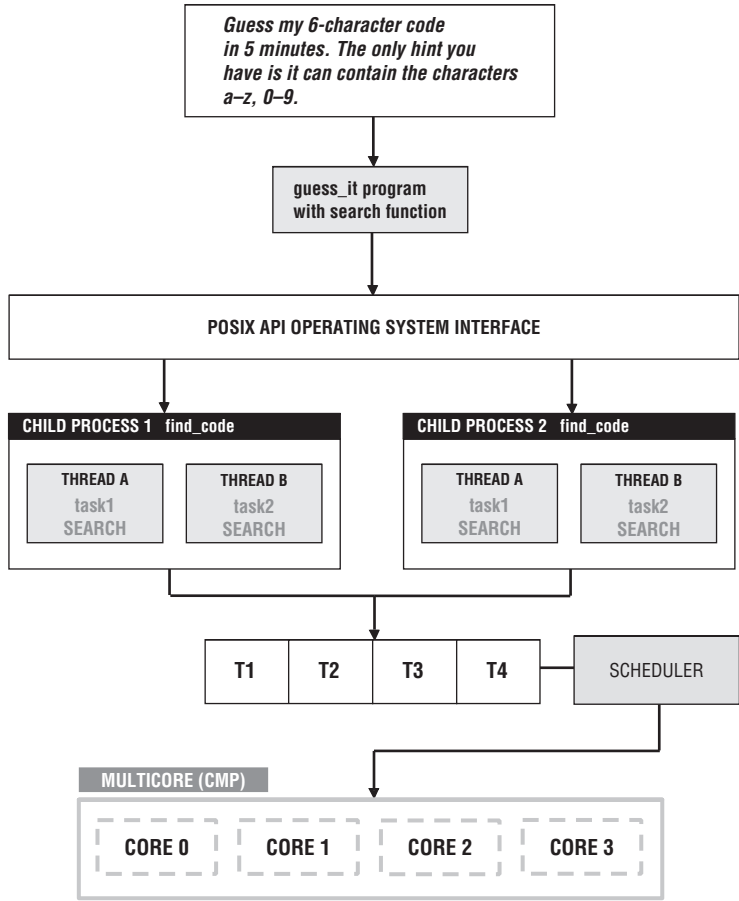 Guess my 6-character code
in 5 minutes. The only hint you
have is it can contain the characters
a–z, 0–9.
guess_it program
with search function
POSIX API OPERATING SYSTEM INTERFACE
CHILD PROCESS 1 find_code
CHILD PROCESS 2 find_code
THREAD A
task1
SEARCH
THREAD B
task2
SEARCH
THREAD A
task1
SEARCH
THREAD B
task2
SEARCH
T1
T2
T3
T4
SCHEDULER
MULTICORE (CMP)
CORE 0
CORE 1
CORE 2
CORE 3